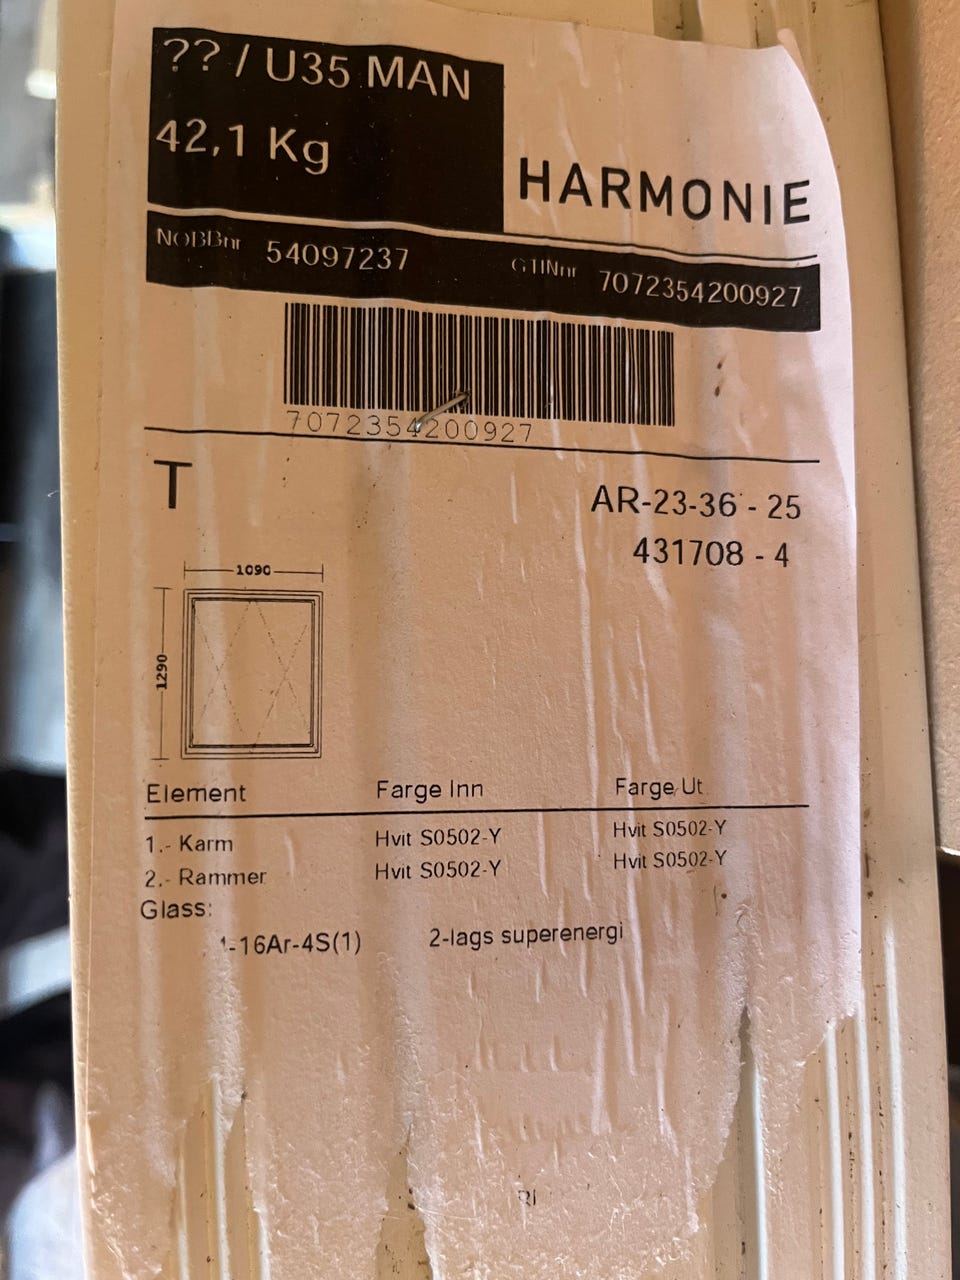 ?? / U35 MAN
42,1 Kg
HARMONIE
NOBBnr 54097237 GTINnr 7072354200927
7072354200927
T
AR-23-36 - 25
431708 - 4
1090
1290
Element Farge Inn Farge Ut
1.- Karm Hvit S0502-Y Hvit S0502-Y
2.- Rammer Hvit S0502-Y Hvit S0502-Y
Glass:
-16Ar-4S(1) 2-lags superenergi